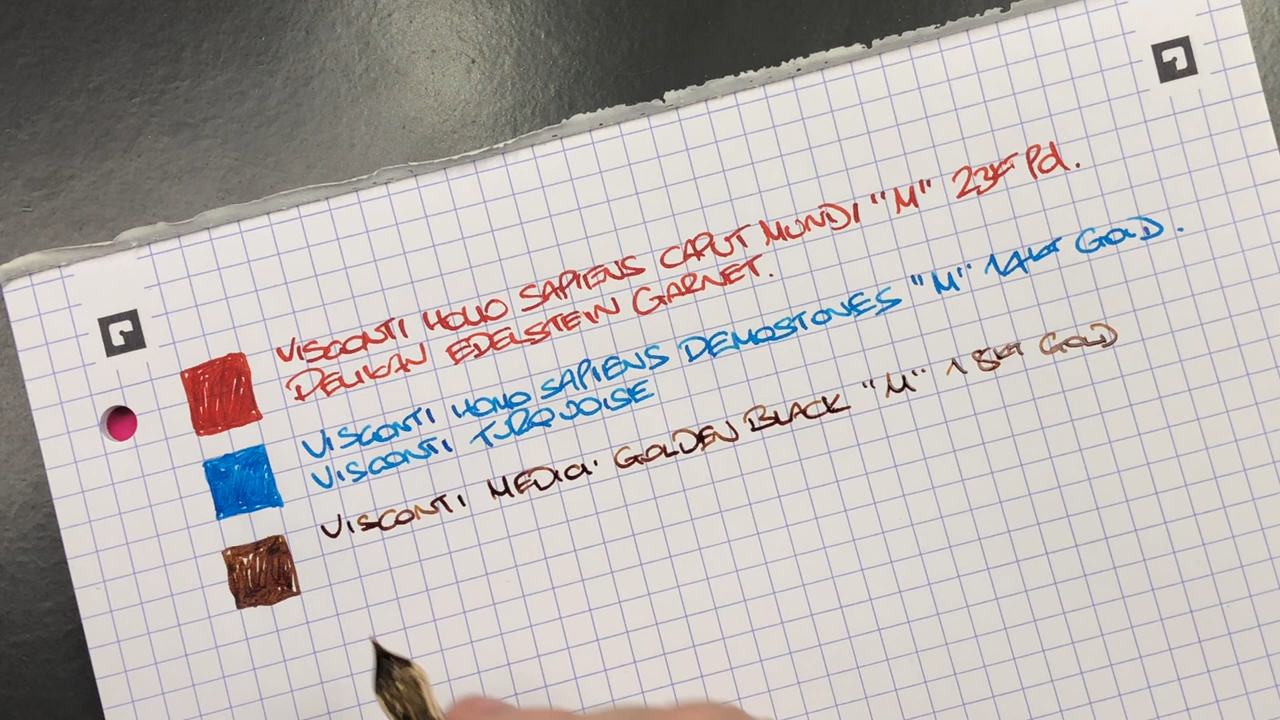 VISCONTI HOMO SAPIENS CAPUT MUNDI "M" 23kt Pd.
PELIKAN EDELSTEIN GARNET.
VISCONTI HOMO SAPIENS DEMOSTONES "M" 14kt GOLD.
VISCONTI TURQUOISE
VISCONTI MEDICI GOLDEN BLACK "M" 18kt GOLD